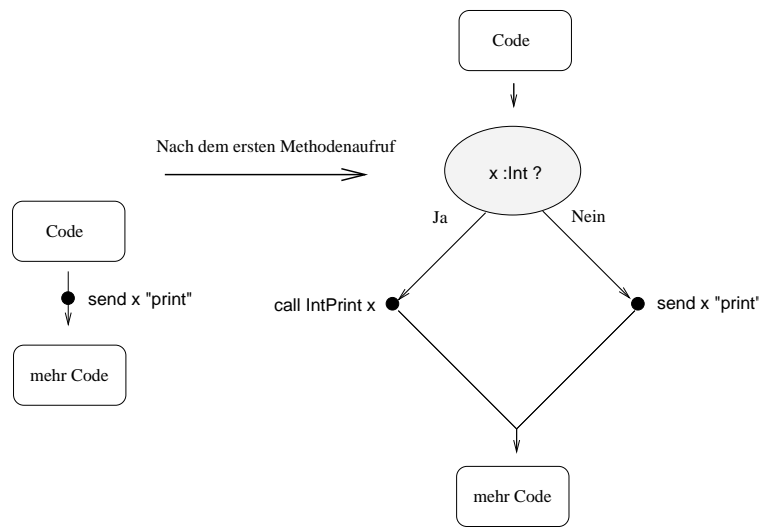 Code
send x "print"
mehr Code
Nach dem ersten Methodenaufruf
Code
x :Int ?
Ja
Nein
call IntPrint x
send x "print"
mehr Code